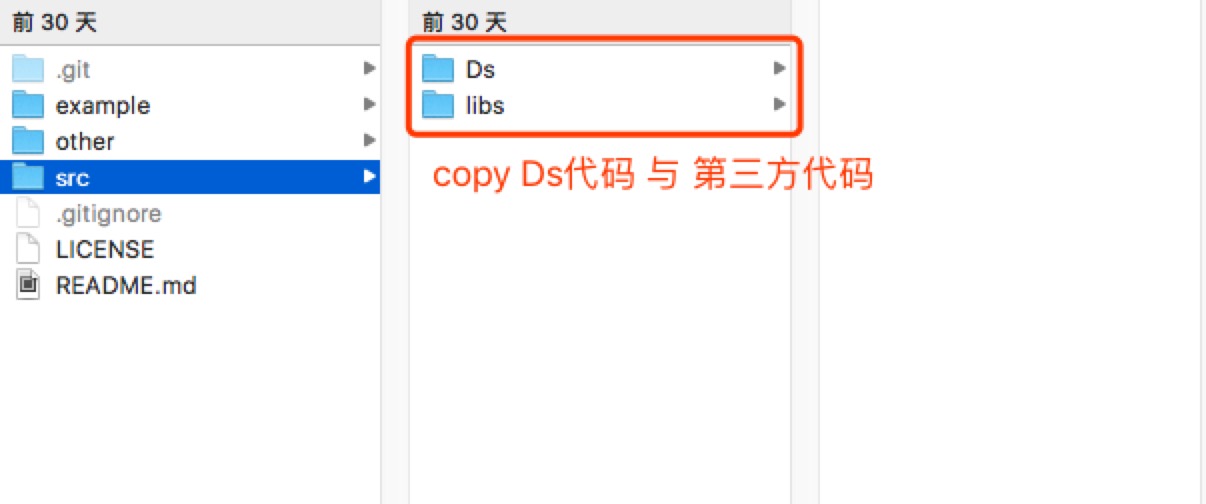 前 30 天
.git
example
other
src
.gitignore
LICENSE
README.md
前 30 天
Ds
libs
copy Ds代码 与 第三方代码